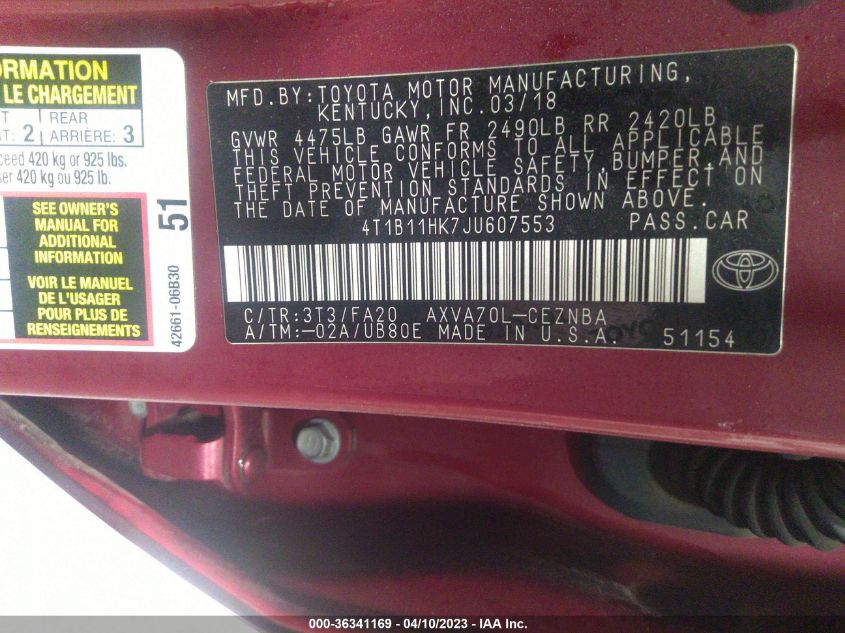 ORMATION
LE CHARGEMENT
T: 2 REAR ARRIÈRE: 3
ceed 420 kg or 925 lbs.
ser 420 kg ou 925 lb.
SEE OWNER'S
MANUAL FOR
ADDITIONAL
INFORMATION
VOIR LE MANUEL
DE L'USAGER
POUR PLUS DE
RENSEIGNEMENTS
51
42661-06B30
MFD.BY:TOYOTA MOTOR MANUFACTURING,
KENTUCKY,INC.03/18
GVWR 4475LB GAWR FR 2490LB RR 2420LB
THIS VEHICLE CONFORMS TO ALL APPLICABLE
FEDERAL MOTOR VEHICLE SAFETY,BUMPER,AND
THEFT PREVENTION STANDARDS IN EFFECT ON
THE DATE OF MANUFACTURE SHOWN ABOVE.
4T1B11HK7JU607553 PASS.CAR
C/TR:3T3/FA20 AXVA70L-CEZNBA
A/TM:-02A/UB80E MADE IN U.S.A. 51154
000-36341169 - 04/10/2023 - IAA Inc.